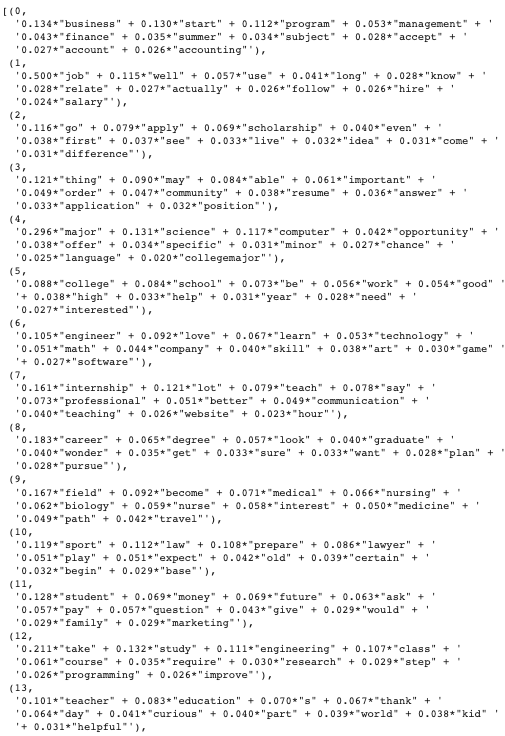 [(0,
'0.134*"business" + 0.130*"start" + 0.112*"program" + 0.053*"management" + '
'0.043*"finance" + 0.035*"summer" + 0.034*"subject" + 0.028*"accept" + '
'0.027*"account" + 0.026*"accounting"'),
(1,
'0.500*"job" + 0.115*"well" + 0.057*"use" + 0.041*"long" + 0.028*"know" + '
'0.028*"relate" + 0.027*"actually" + 0.026*"follow" + 0.026*"hire" + '
'0.024*"salary"'),
(2,
'0.116*"go" + 0.079*"apply" + 0.069*"scholarship" + 0.040*"even" + '
'0.038*"first" + 0.037*"see" + 0.033*"live" + 0.032*"idea" + 0.031*"come" + '
'0.031*"difference"'),
(3,
'0.121*"thing" + 0.090*"may" + 0.084*"able" + 0.061*"important" + '
'0.049*"order" + 0.047*"community" + 0.038*"resume" + 0.036*"answer" + '
'0.033*"application" + 0.032*"position"'),
(4,
'0.296*"major" + 0.131*"science" + 0.117*"computer" + 0.042*"opportunity" + '
'0.038*"offer" + 0.034*"specific" + 0.031*"minor" + 0.027*"chance" + '
'0.025*"language" + 0.020*"collegemajor"'),
(5,
'0.088*"college" + 0.084*"school" + 0.073*"be" + 0.056*"work" + 0.054*"good" '
'+ 0.038*"high" + 0.033*"help" + 0.031*"year" + 0.028*"need" + '
'0.027*"interested"'),
(6,
'0.105*"engineer" + 0.092*"love" + 0.067*"learn" + 0.053*"technology" + '
'0.051*"math" + 0.044*"company" + 0.040*"skill" + 0.038*"art" + 0.030*"game" '
'+ 0.027*"software"'),
(7,
'0.161*"internship" + 0.121*"lot" + 0.079*"teach" + 0.078*"say" + '
'0.073*"professional" + 0.051*"better" + 0.049*"communication" + '
'0.040*"teaching" + 0.026*"website" + 0.023*"hour"'),
(8,
'0.183*"career" + 0.065*"degree" + 0.057*"look" + 0.040*"graduate" + '
'0.040*"wonder" + 0.035*"get" + 0.033*"sure" + 0.033*"want" + 0.028*"plan" + '
'0.028*"pursue"'),
(9,
'0.167*"field" + 0.092*"become" + 0.071*"medical" + 0.066*"nursing" + '
'0.062*"biology" + 0.059*"nurse" + 0.058*"interest" + 0.050*"medicine" + '
'0.049*"path" + 0.042*"travel"'),
(10,
'0.119*"sport" + 0.112*"law" + 0.108*"prepare" + 0.086*"lawyer" + '
'0.051*"play" + 0.051*"expect" + 0.042*"old" + 0.039*"certain" + '
'0.032*"begin" + 0.029*"base"'),
(11,
'0.128*"student" + 0.069*"money" + 0.069*"future" + 0.063*"ask" + '
'0.057*"pay" + 0.057*"question" + 0.043*"give" + 0.029*"would" + '
'0.029*"family" + 0.029*"marketing"'),
(12,
'0.211*"take" + 0.132*"study" + 0.111*"engineering" + 0.107*"class" + '
'0.061*"course" + 0.035*"require" + 0.030*"research" + 0.029*"step" + '
'0.026*"programming" + 0.026*"improve"'),
(13,
'0.101*"teacher" + 0.083*"education" + 0.070*"s" + 0.067*"thank" + '
'0.064*"day" + 0.041*"curious" + 0.040*"part" + 0.039*"world" + 0.038*"kid" '
'+ 0.031*"helpful"'),